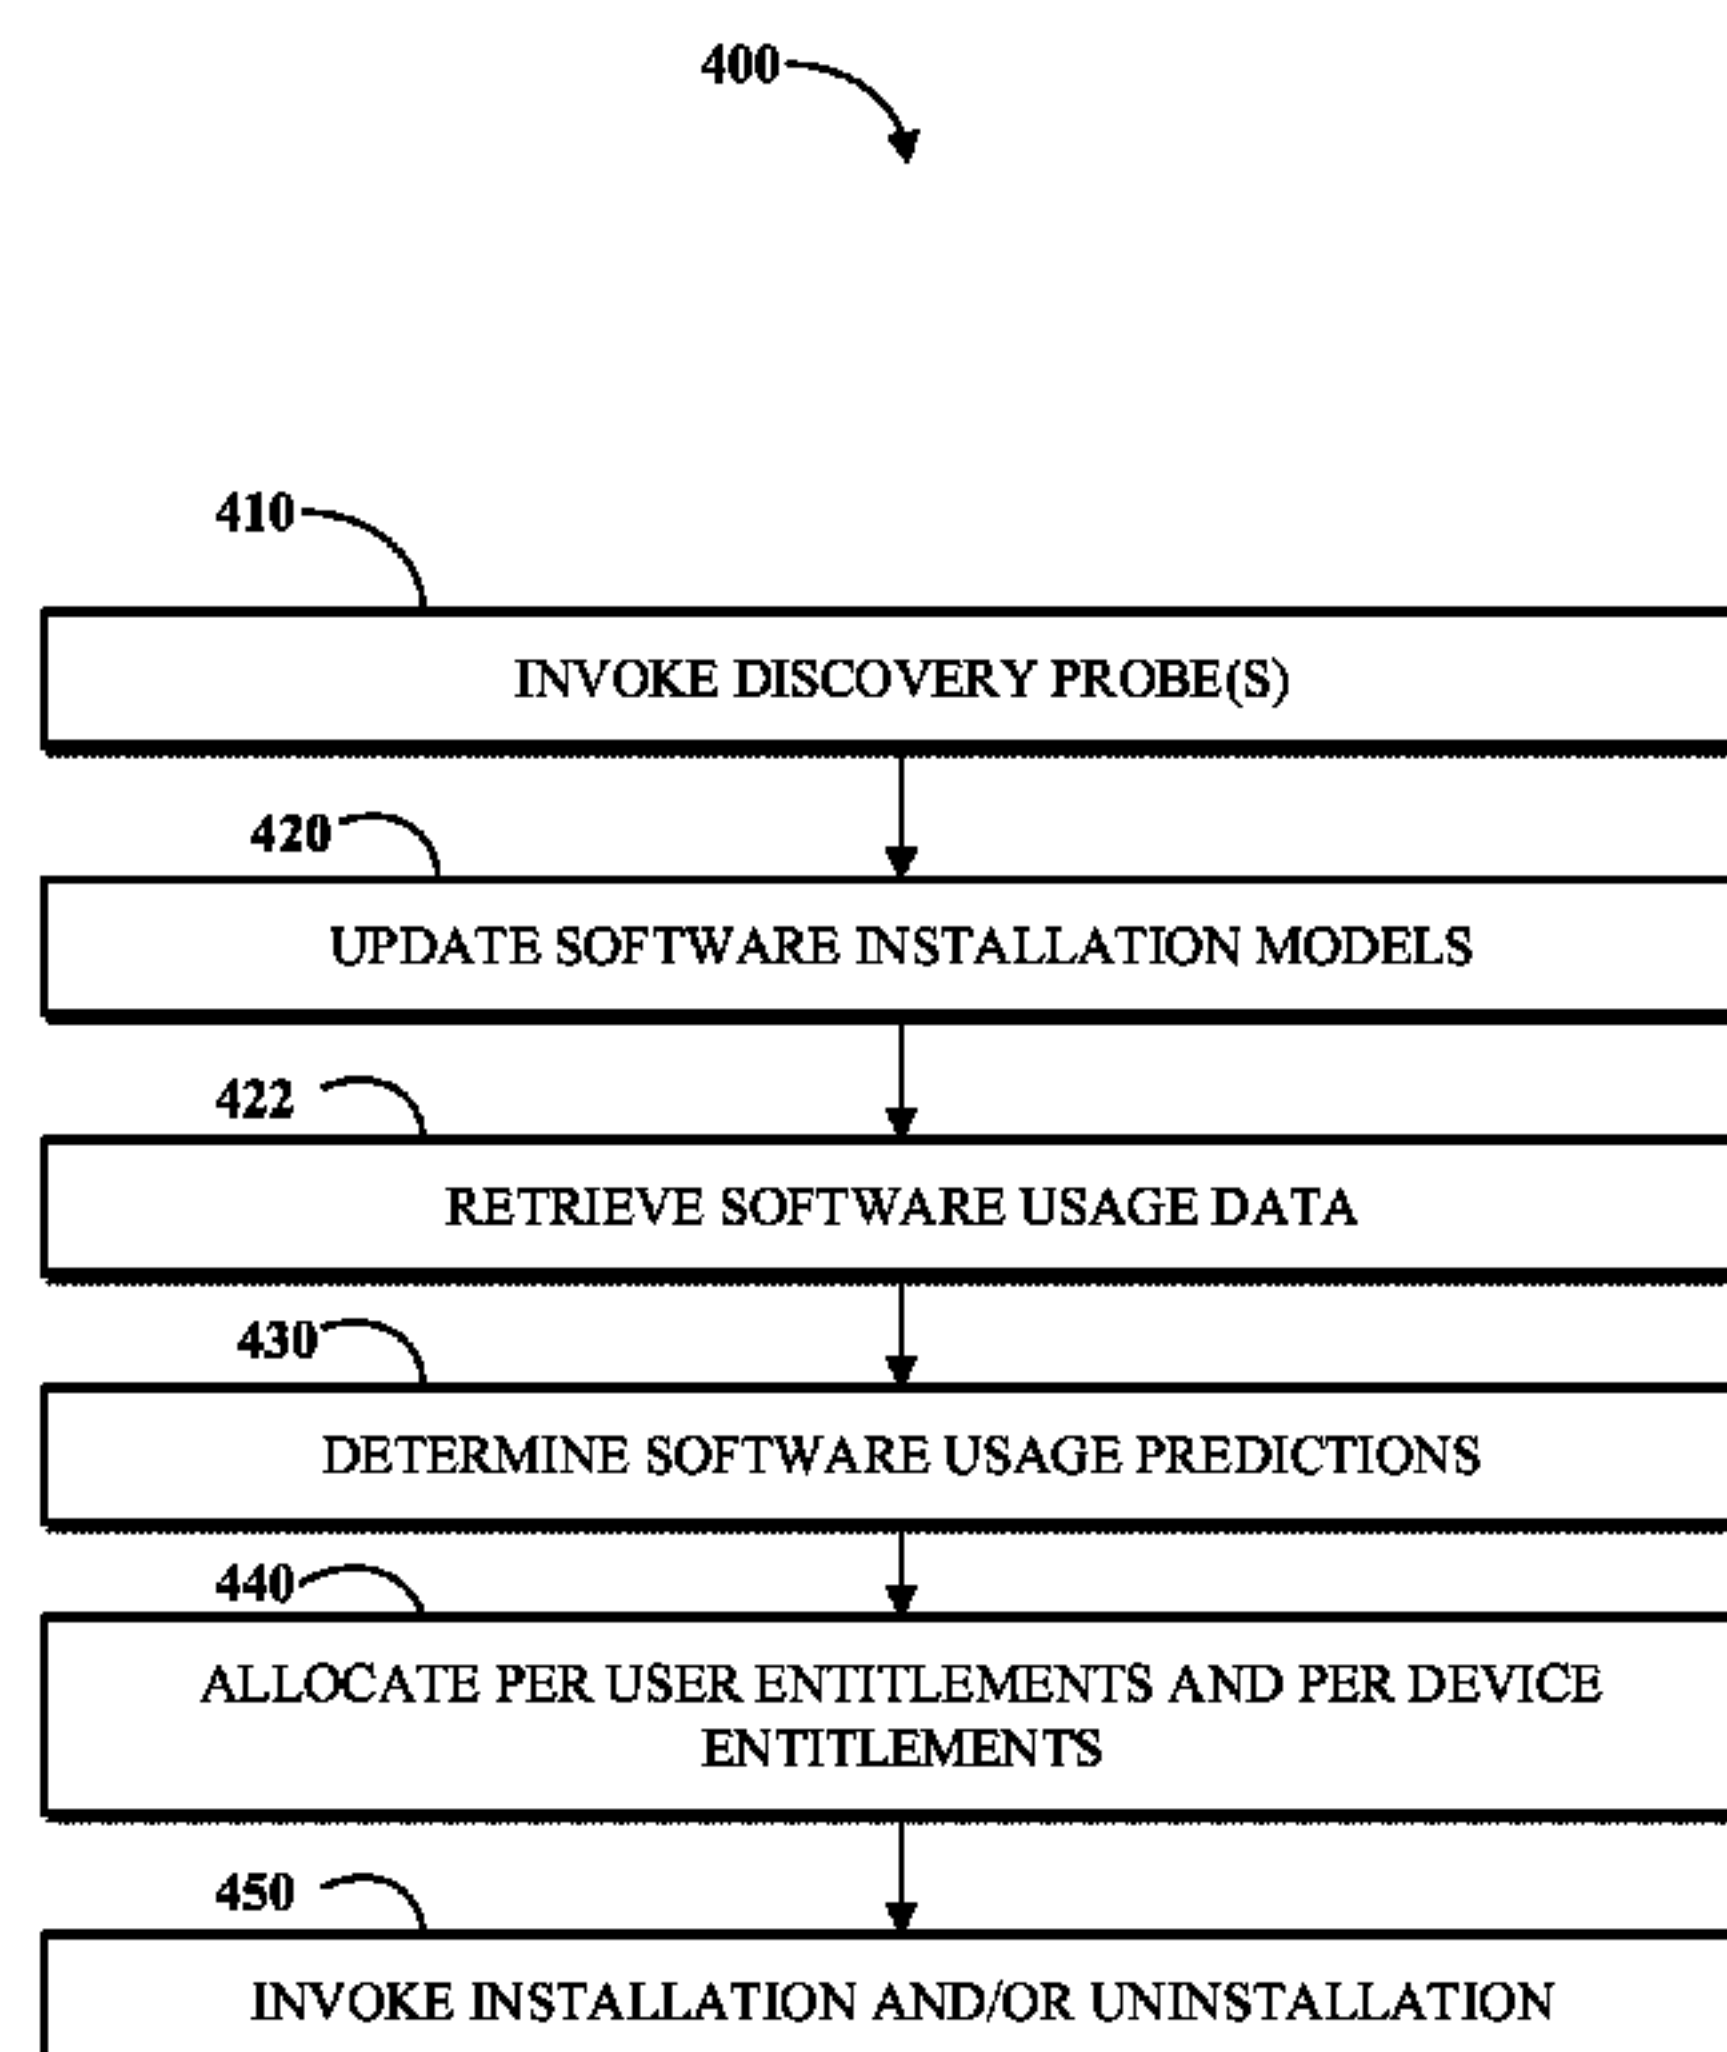 400
410
INVOKE DISCOVERY PROBE(S)
420
UPDATE SOFTWARE INSTALLATION MODELS
422
RETRIEVE SOFTWARE USAGE DATA
430
DETERMINE SOFTWARE USAGE PREDICTIONS
440
ALLOCATE PER USER ENTITLEMENTS AND PER DEVICE
ENTITLEMENTS
450
INVOKE INSTALLATION AND/OR UNINSTALLATION